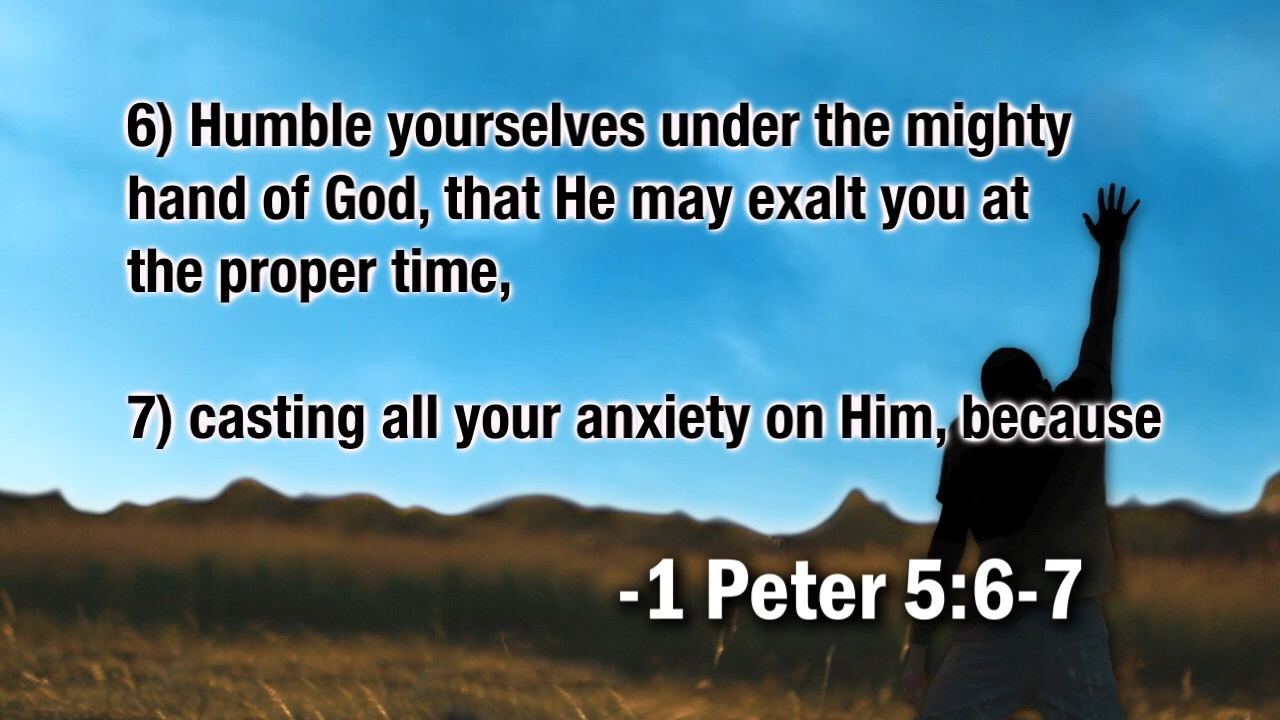 6) Humble yourselves under the mighty
hand of God, that He may exalt you at
the proper time,
7) casting all your anxiety on Him, because
-1 Peter 5:6-7